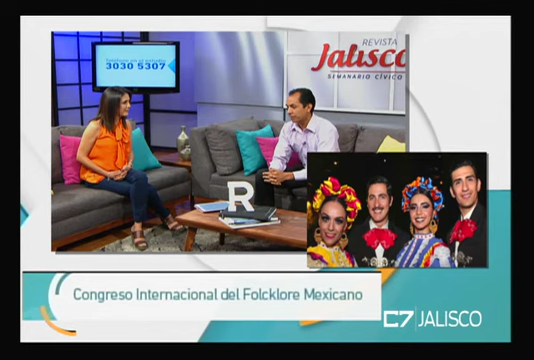 REVISTA
Jalisco
SEMANARIO CÍVICO
3030 5307
R
Congreso Internacional del Folcklore Mexicano
C7 JALISCO